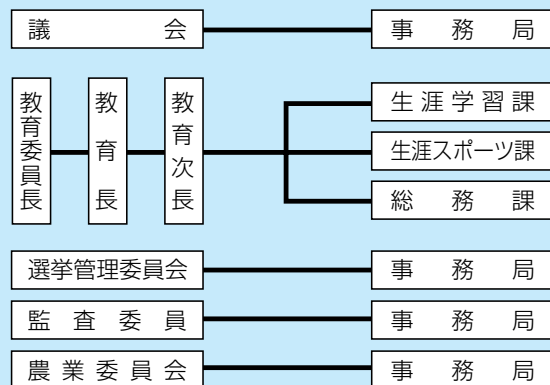 議会
事務局
教育委員長
教育長
教育次長
生涯学習課
生涯スポーツ課
総務課
選挙管理委員会
事務局
監査委員
事務局
農業委員会
事務局